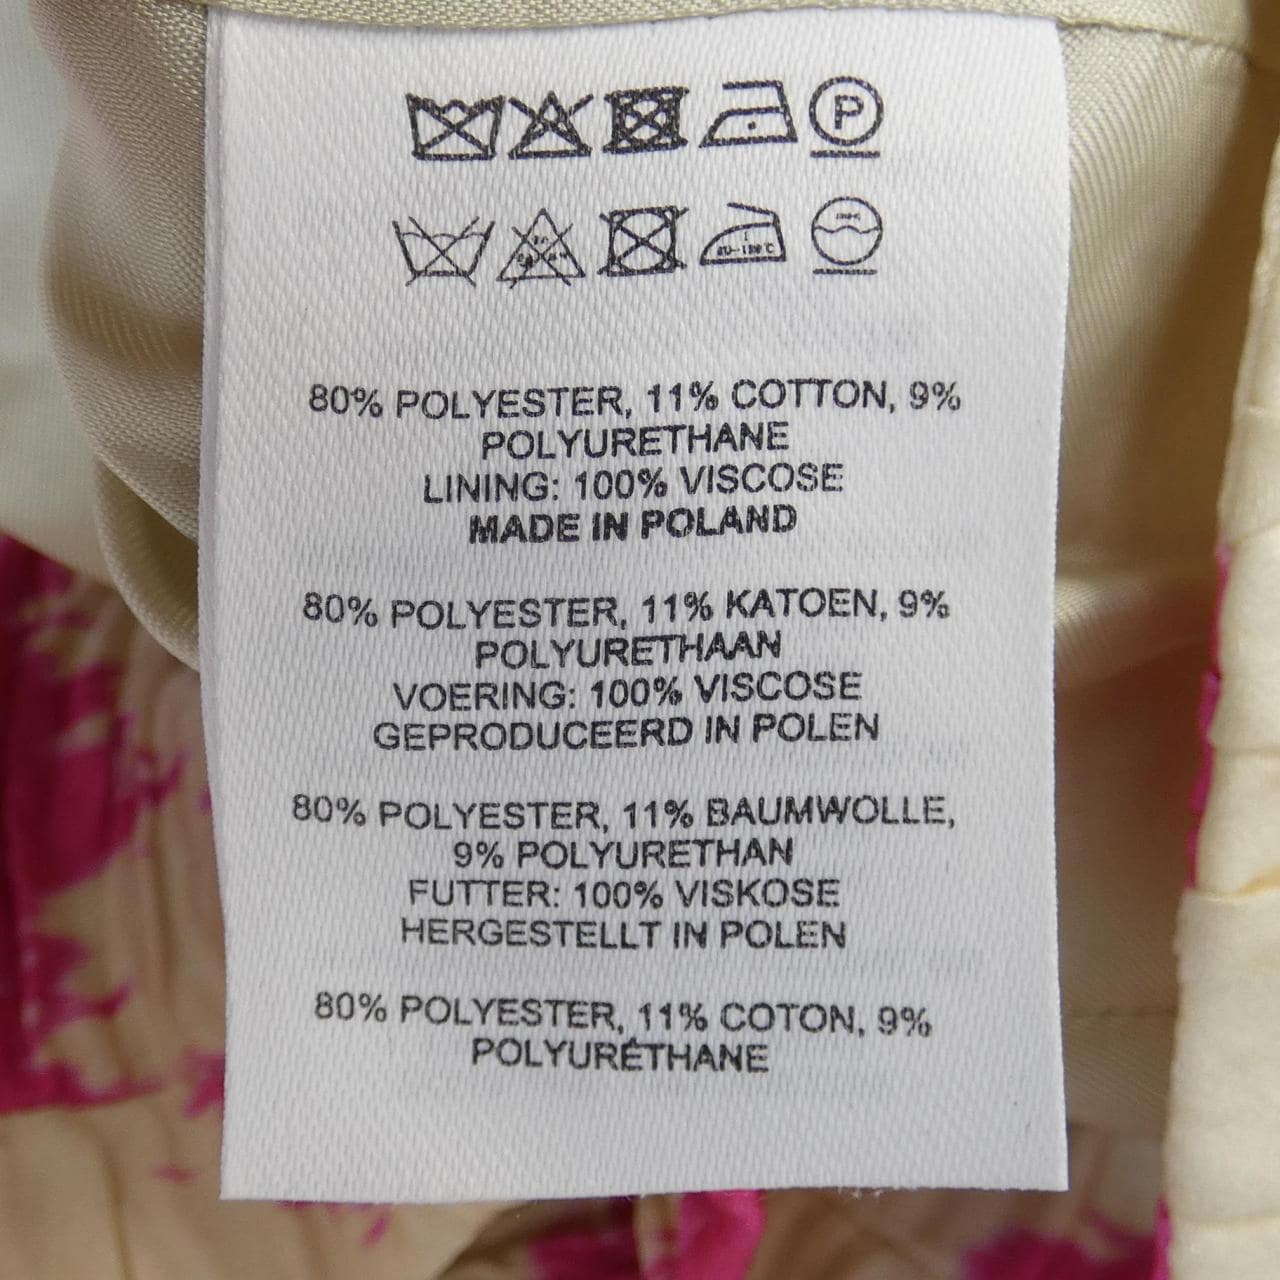 P
80% POLYESTER, 11% COTTON, 9%
POLYURETHANE
LINING: 100% VISCOSE
MADE IN POLAND
80% POLYESTER, 11% KATOEN, 9%
POLYURETHAAN
VOERING: 100% VISCOSE
GEPRODUCEERD IN POLEN
80% POLYESTER, 11% BAUMWOLLE,
9% POLYURETHAN
FUTTER: 100% VISKOSE
HERGESTELLT IN POLEN
80% POLYESTER, 11% COTON, 9%
POLYURÉTHANE